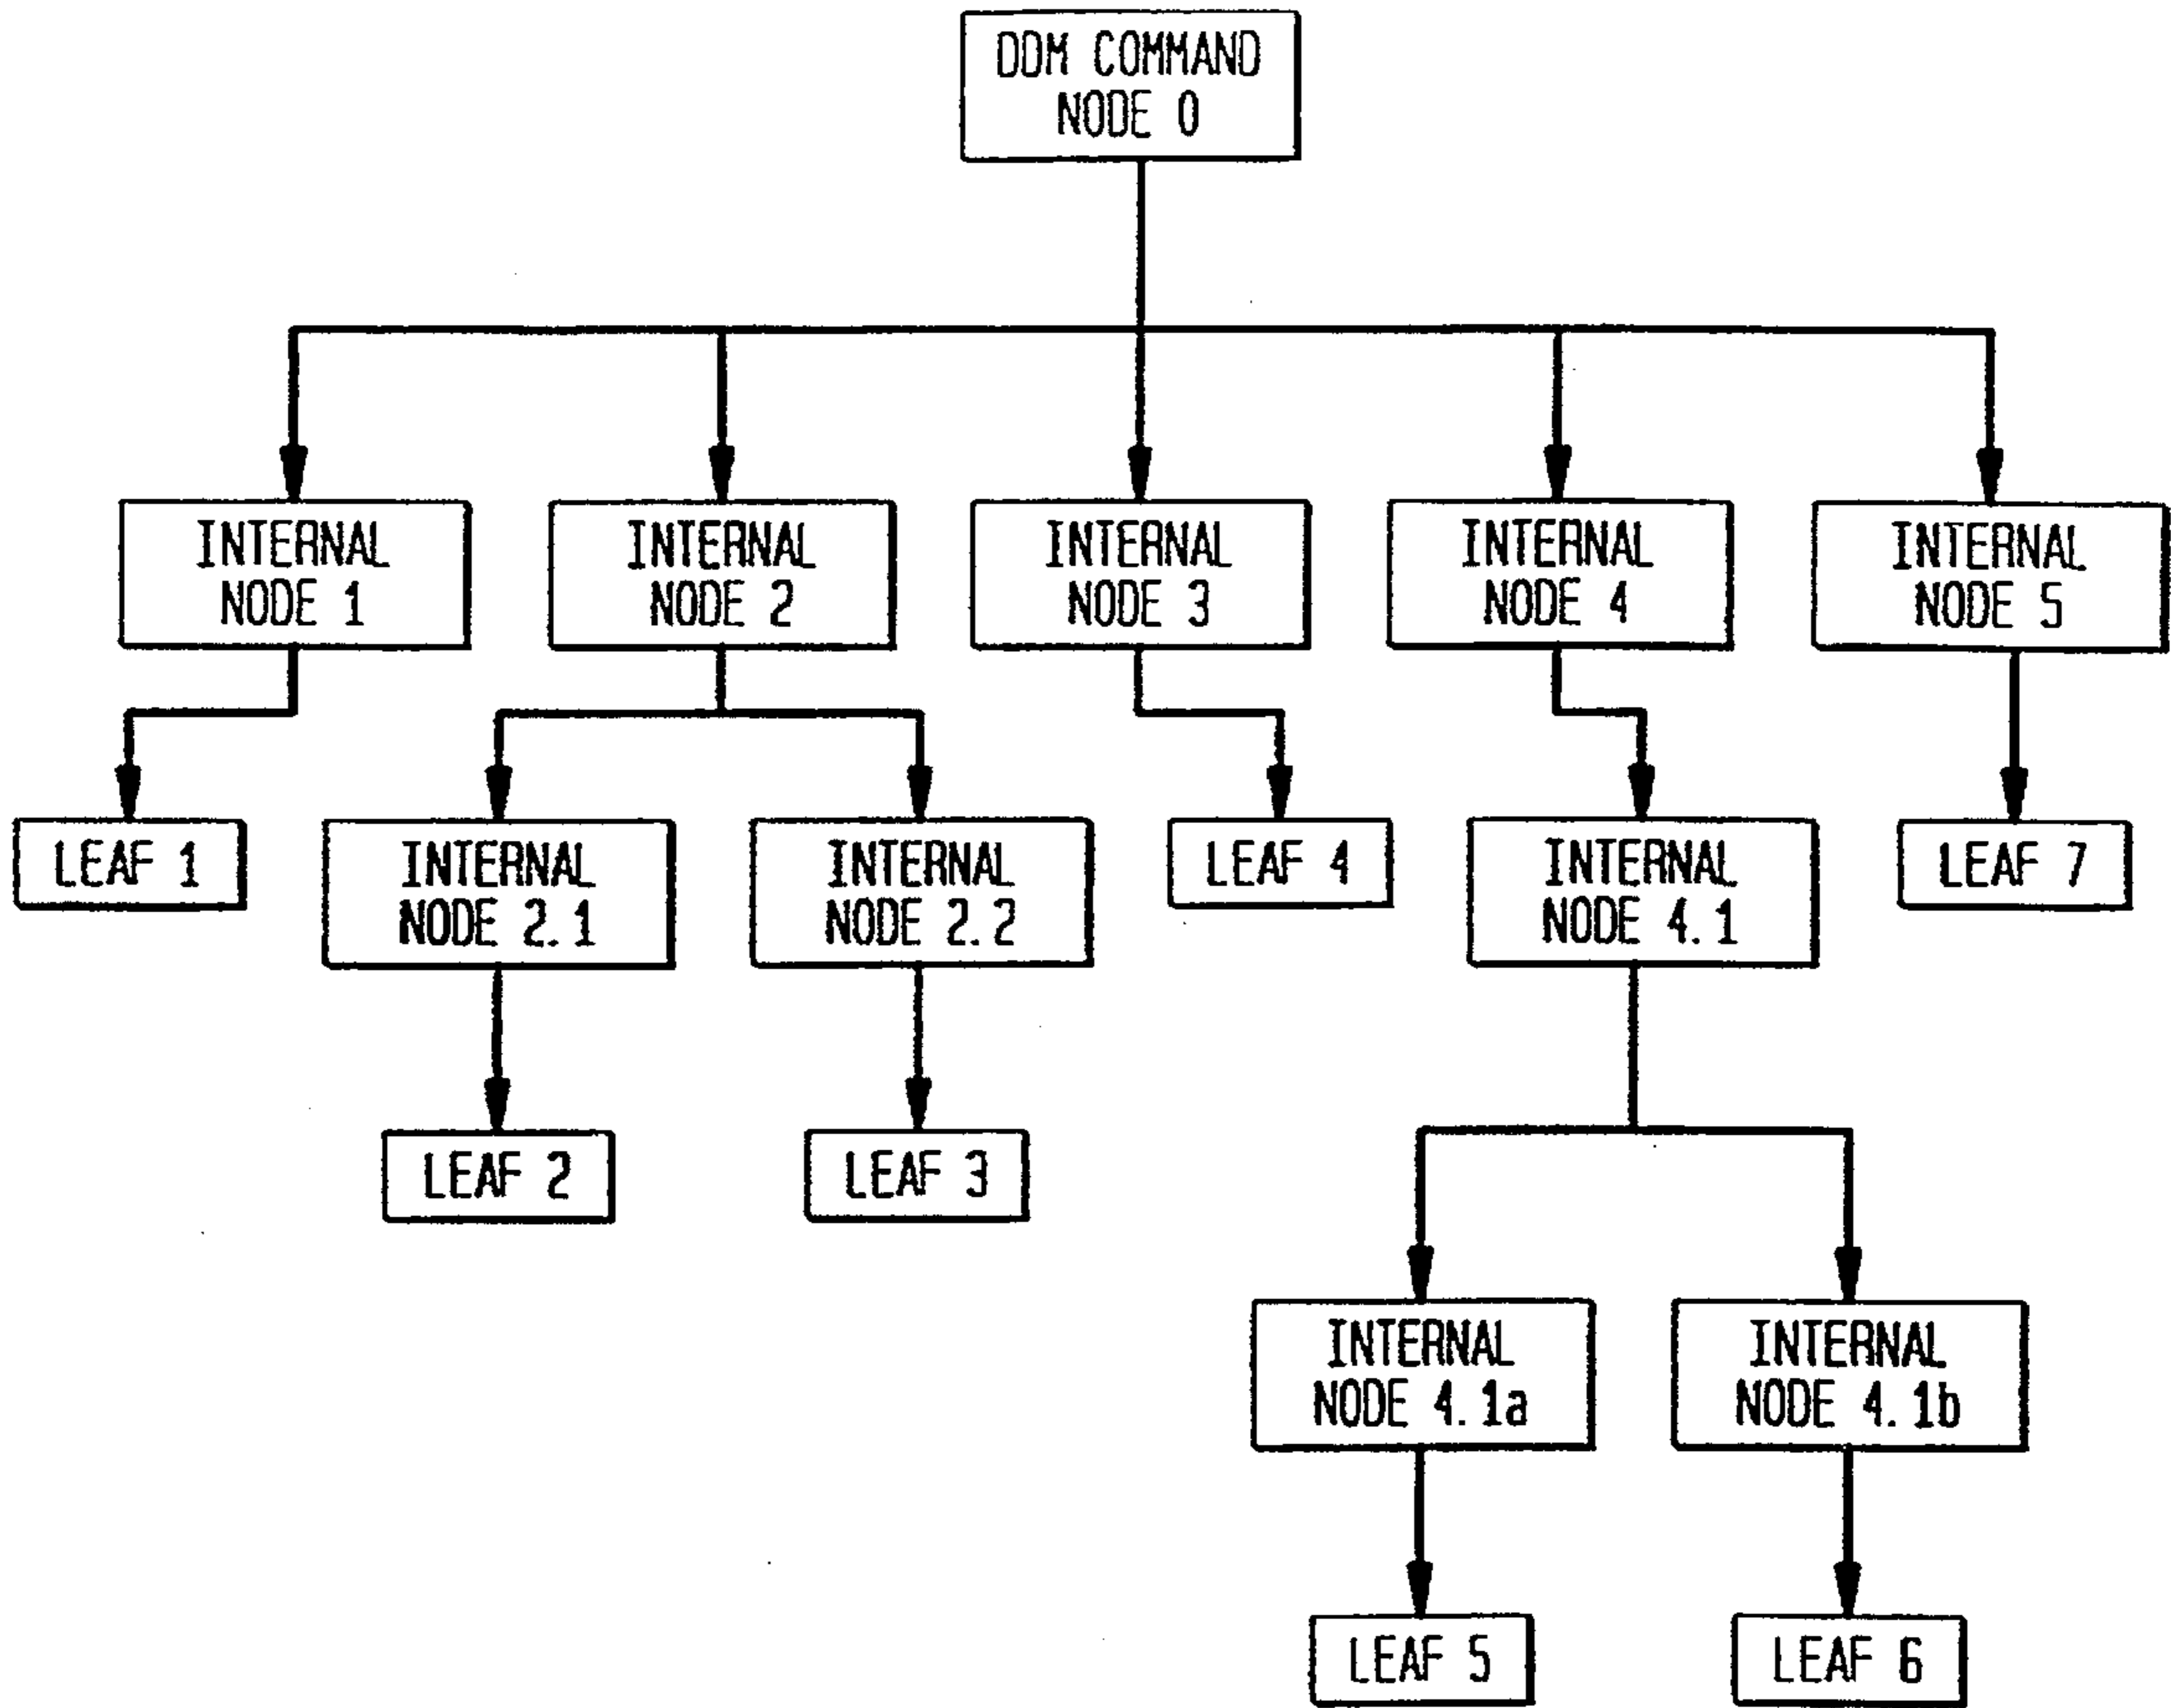 DDM COMMAND
NODE 0
INTERNAL
NODE 1
INTERNAL
NODE 2
INTERNAL
NODE 3
INTERNAL
NODE 4
INTERNAL
NODE 5
LEAF 1
INTERNAL
NODE 2.1
INTERNAL
NODE 2.2
LEAF 4
INTERNAL
NODE 4.1
LEAF 7
LEAF 2
LEAF 3
INTERNAL
NODE 4.1a
INTERNAL
NODE 4.1b
LEAF 5
LEAF 6